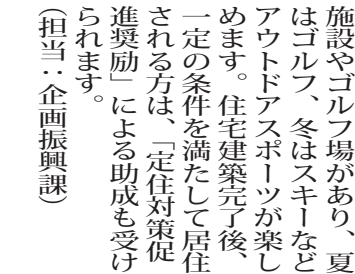 施設やゴルフ場があり、夏
はゴルフ、冬はスキーなど
アウトドアスポーツが楽し
めます。住宅建築完了後、
一定の条件を満たして居住
される方は、「定住対策促
進奨励」による助成も受け
られます。
（担当：企画振興課）